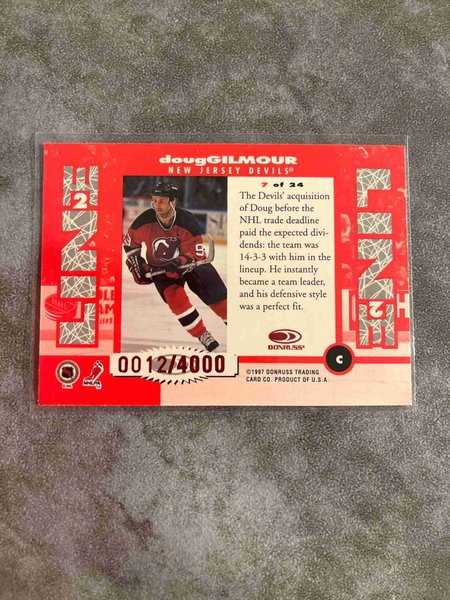 dougGILMOUR
NEW JERSEY DEVILS®
7 of 24
The Devils' acquisition
of Doug before the
NHL trade deadline
paid the expected divi-
dends: the team was
14-3-3 with him in the
lineup. He instantly
became a team leader,
and his defensive style
was a perfect fit.
DONRUSS®
0012/4000
C
©1997 DONRUSS TRADING
CARD CO. PRODUCT OF U.S.A.
NHLPA
LINE
2
LINE
2